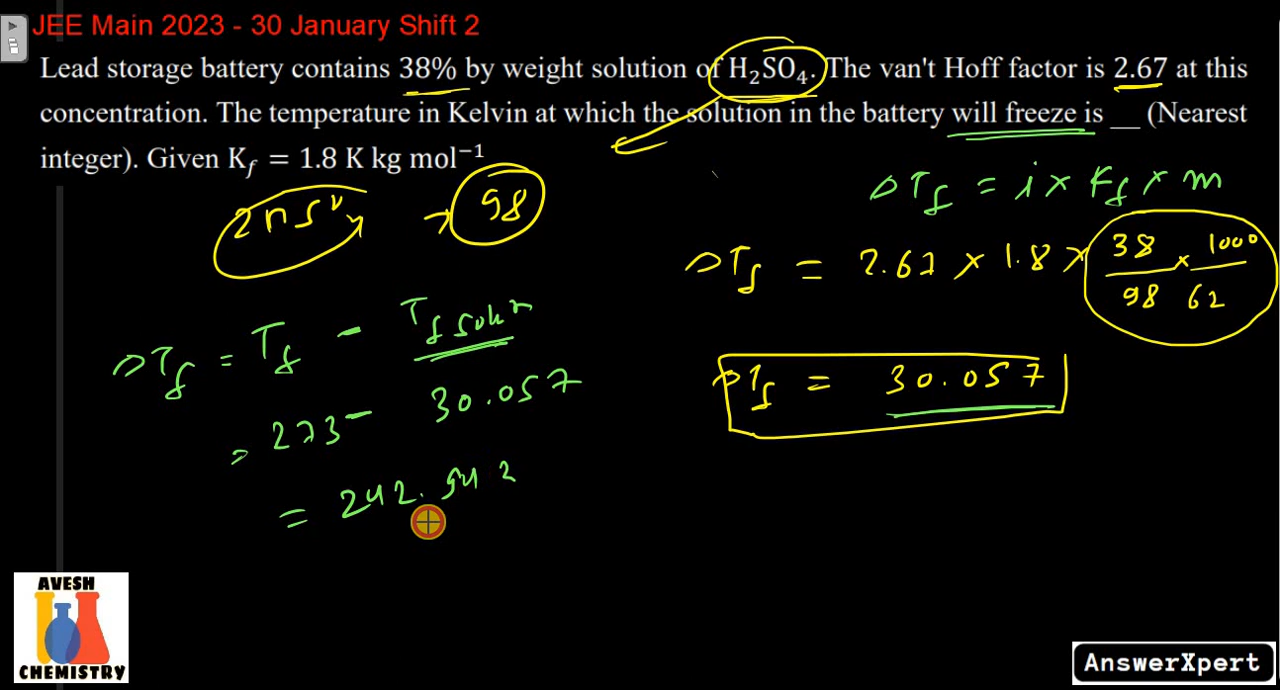 JEE Main 2023 - 30 January Shift 2
Lead storage battery contains 38% by weight solution of H₂SO₄. The van't Hoff factor is 2.67 at this
concentration. The temperature in Kelvin at which the solution in the battery will freeze is __ (Nearest
integer). Given K𝑓 = 1.8 K kg mol⁻¹
→ 98
ΔTf = i × Kf × m
ΔTf = 2.67 × 1.8 × 38/98 × 1000/62
ΔTf = 30.057
ΔTf = Tf - Tf soln
= 273 - 30.057
= 242.942
AVESH
CHEMISTRY
AnswerXpert